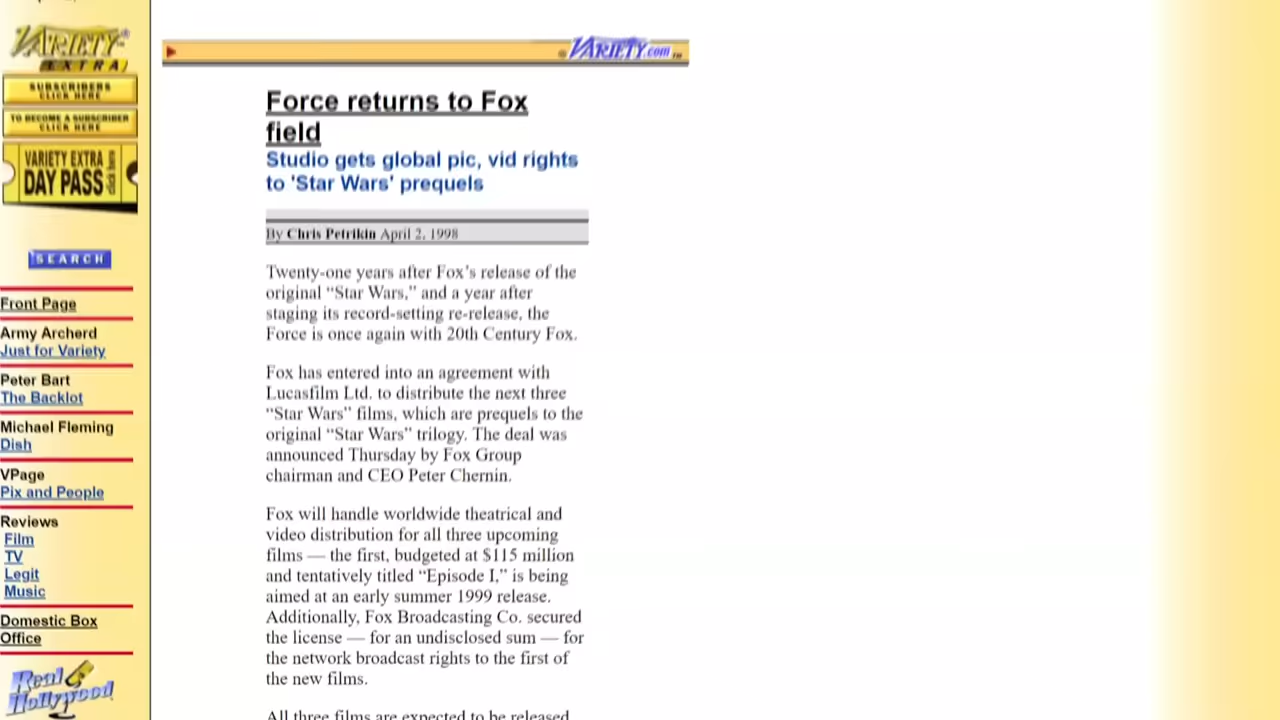 VARIETY
EXTRA
SUBSCRIBERS
CLICK HERE
TO BECOME A SUBSCRIBER
CLICK HERE
VARIETY EXTRA
DAY PASS
click here
SEARCH
Front Page
Army Archerd
Just for Variety
Peter Bart
The Backlot
Michael Fleming
Dish
VPage
Pix and People
Reviews
Film
TV
Legit
Music
Domestic Box
Office
Real
Hollywood
VARIETY.com
Force returns to Fox
field
Studio gets global pic, vid rights
to 'Star Wars' prequels
By Chris Petrikin April 2, 1998
Twenty-one years after Fox’s release of the
original “Star Wars,” and a year after
staging its record-setting re-release, the
Force is once again with 20th Century Fox.
Fox has entered into an agreement with
Lucasfilm Ltd. to distribute the next three
“Star Wars” films, which are prequels to the
original “Star Wars” trilogy. The deal was
announced Thursday by Fox Group
chairman and CEO Peter Chernin.
Fox will handle worldwide theatrical and
video distribution for all three upcoming
films — the first, budgeted at $115 million
and tentatively titled “Episode I,” is being
aimed at an early summer 1999 release.
Additionally, Fox Broadcasting Co. secured
the license — for an undisclosed sum — for
the network broadcast rights to the first of
the new films.
All three films are expected to be released